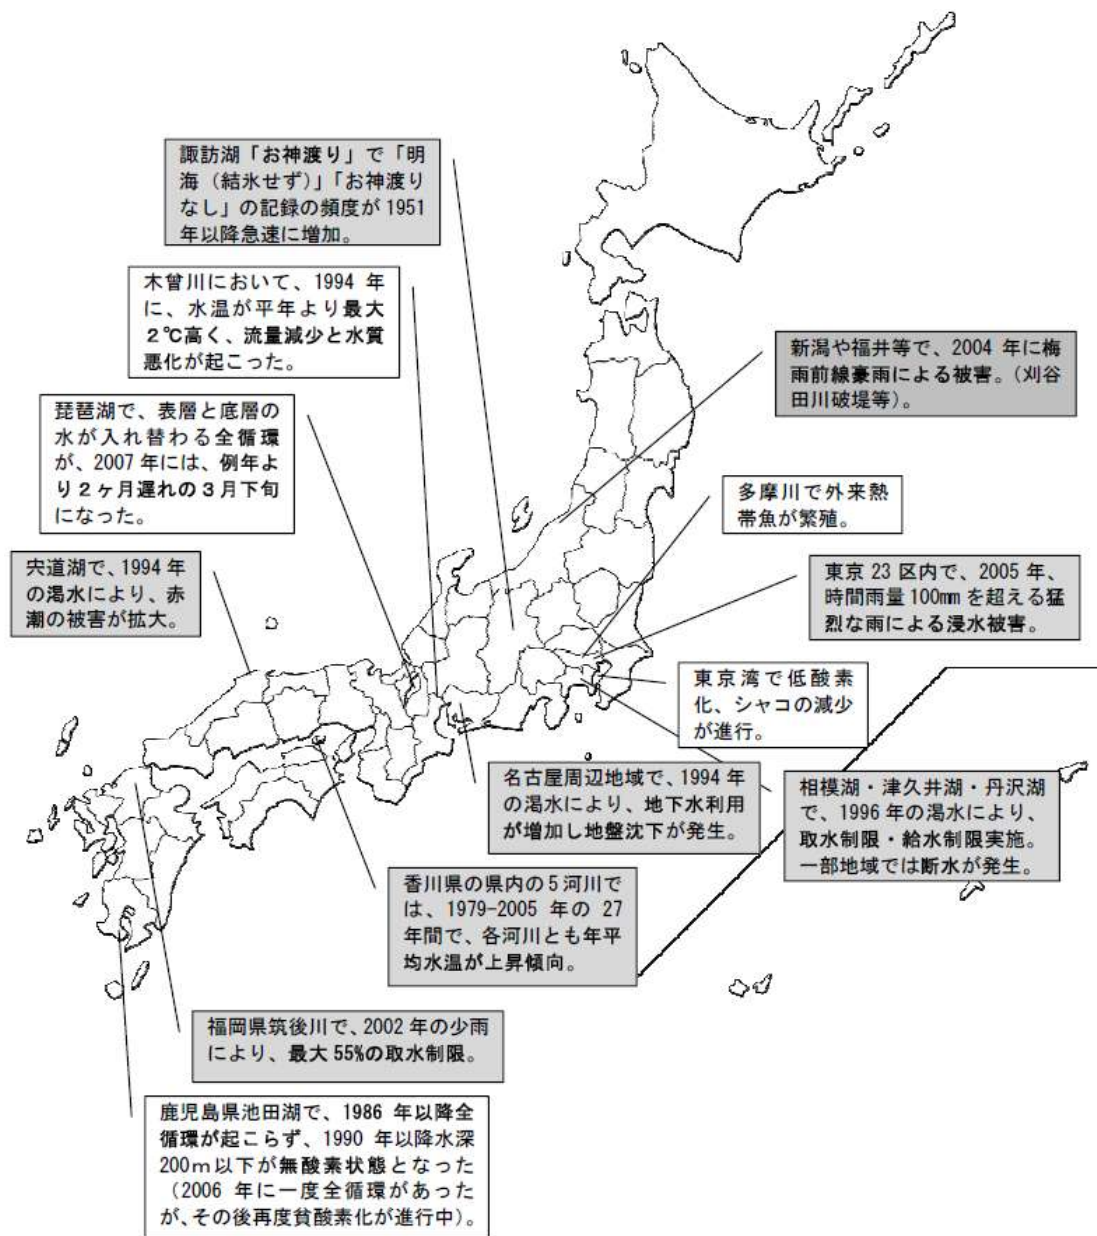 諏訪湖「お神渡り」で「明
海（結氷せず）」「お神渡り
なし」の記録の頻度が 1951
年以降急速に増加。
木曾川において、1994 年
に、水温が平年より最大
２℃高く、流量減少と水質
悪化が起こった。
琵琶湖で、表層と底層の
水が入れ替わる全循環
が、2007 年には、例年よ
り２ヶ月遅れの３月下旬
になった。
宍道湖で、1994 年
の渇水により、赤
潮の被害が拡大。
新潟や福井等で、2004 年に梅
雨前線豪雨による被害。（刈谷
田川破堤等）。
多摩川で外来熱
帯魚が繁殖。
東京 23 区内で、2005 年、
時間雨量 100mm を超える猛
烈な雨による浸水被害。
東京湾で低酸素
化、シャコの減少
が進行。
名古屋周辺地域で、1994 年
の渇水により、地下水利用
が増加し地盤沈下が発生。
相模湖・津久井湖・丹沢湖
で、1996 年の渇水により、
取水制限・給水制限実施。
一部地域では断水が発生。
香川県の県内の 5 河川で
は、1979-2005 年の 27
年間で、各河川とも年平
均水温が上昇傾向。
福岡県筑後川で、2002 年の少雨
により、最大 55%の取水制限。
鹿児島県池田湖で、1986 年以降全
循環が起こらず、1990 年以降水深
200ｍ以下が無酸素状態となった
（2006 年に一度全循環があった
が、その後再度貧酸素化が進行中）。